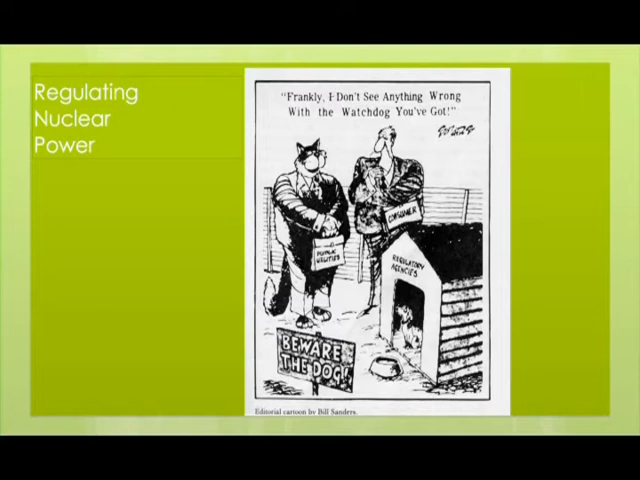 Regulating
Nuclear
Power
"Frankly, I Don't See Anything Wrong
With the Watchdog You've Got!"
CONSUMER
PUBLIC
UTILITIES
REGULATORY
AGENCIES
BEWARE
THE DOG!
Editorial cartoon by Bill Sanders.